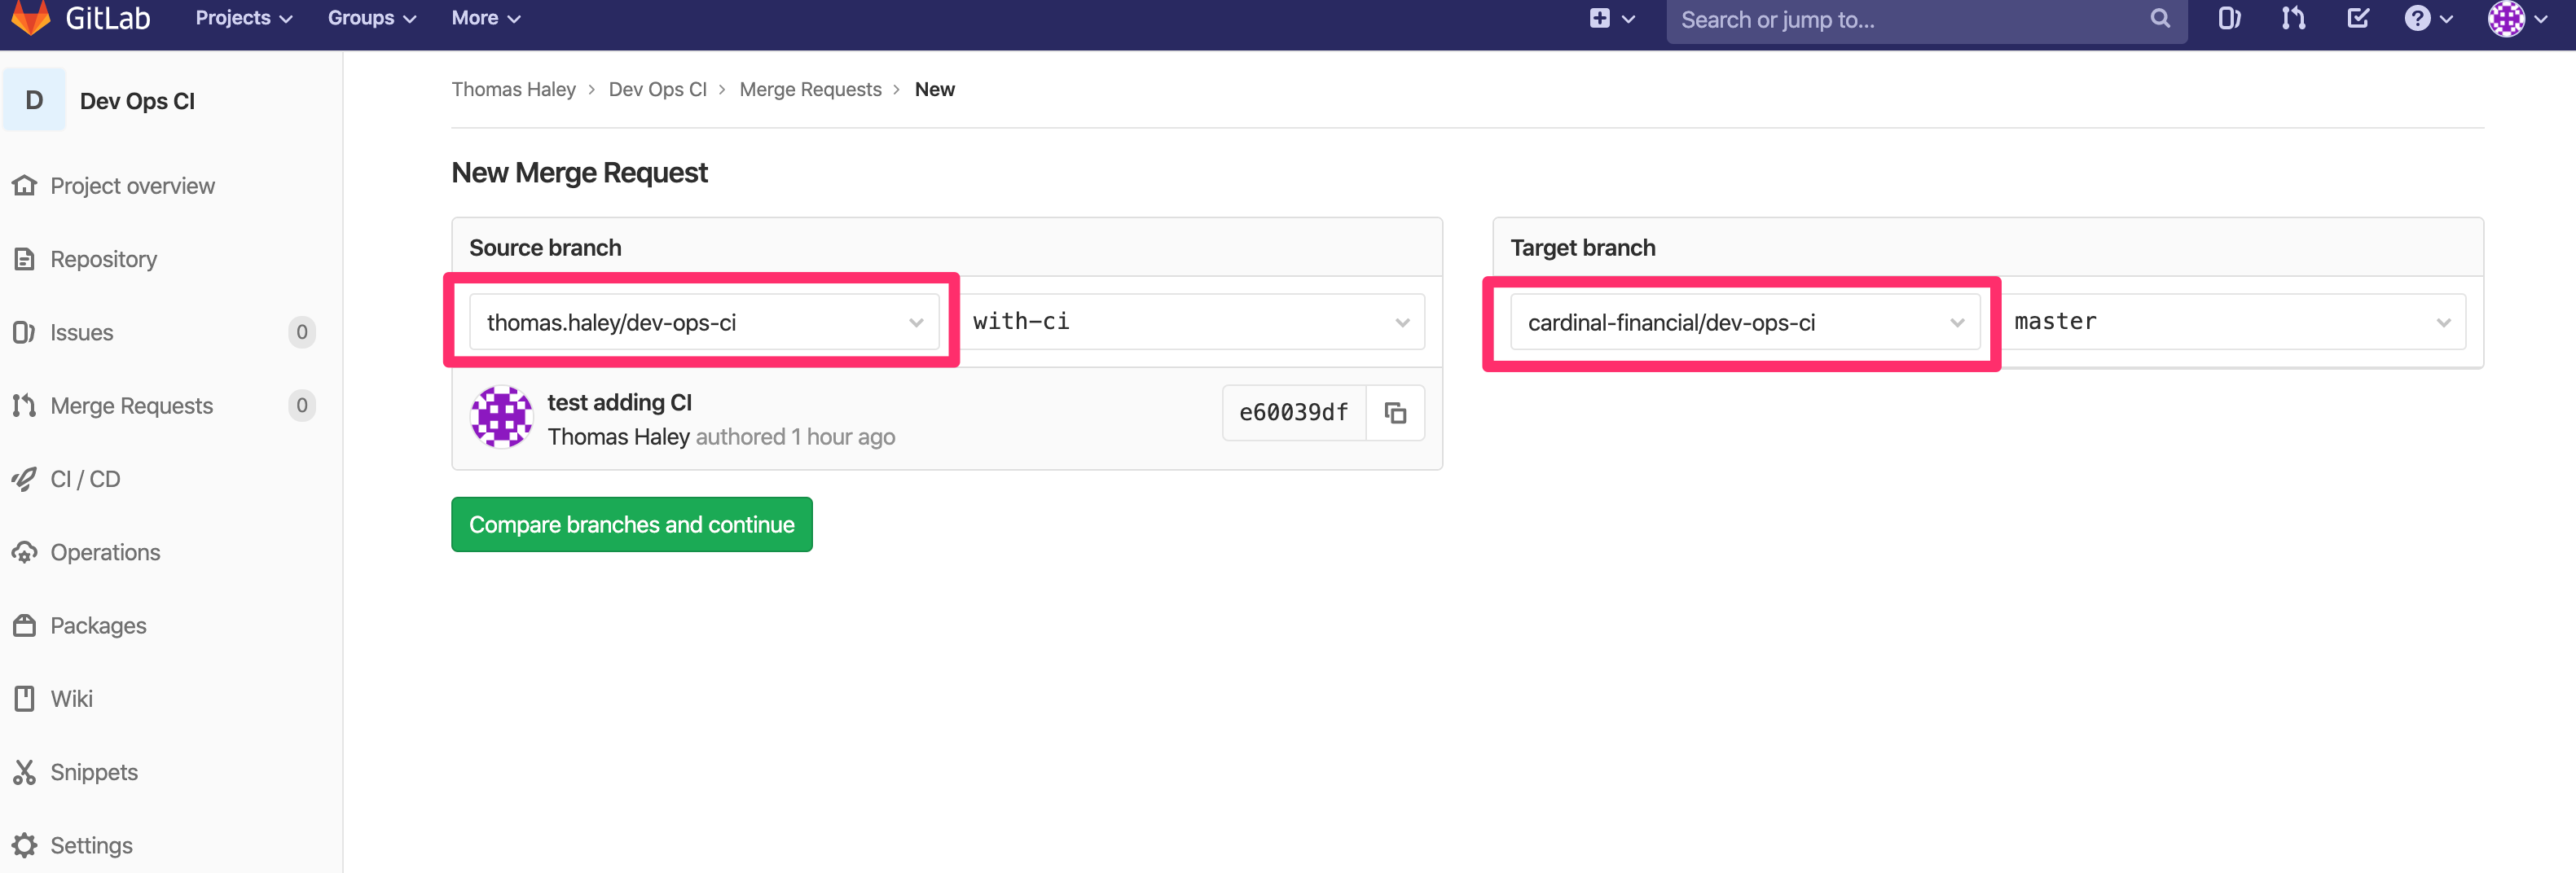 GitLab Projects Groups More Search or jump to...
D Dev Ops CI
Project overview
Repository
Issues 0
Merge Requests 0
CI / CD
Operations
Packages
Wiki
Snippets
Settings
Thomas Haley > Dev Ops CI > Merge Requests > New
New Merge Request
Source branch
thomas.haley/dev-ops-ci with-ci
test adding CI
Thomas Haley authored 1 hour ago
e60039df
Target branch
cardinal-financial/dev-ops-ci master
Compare branches and continue